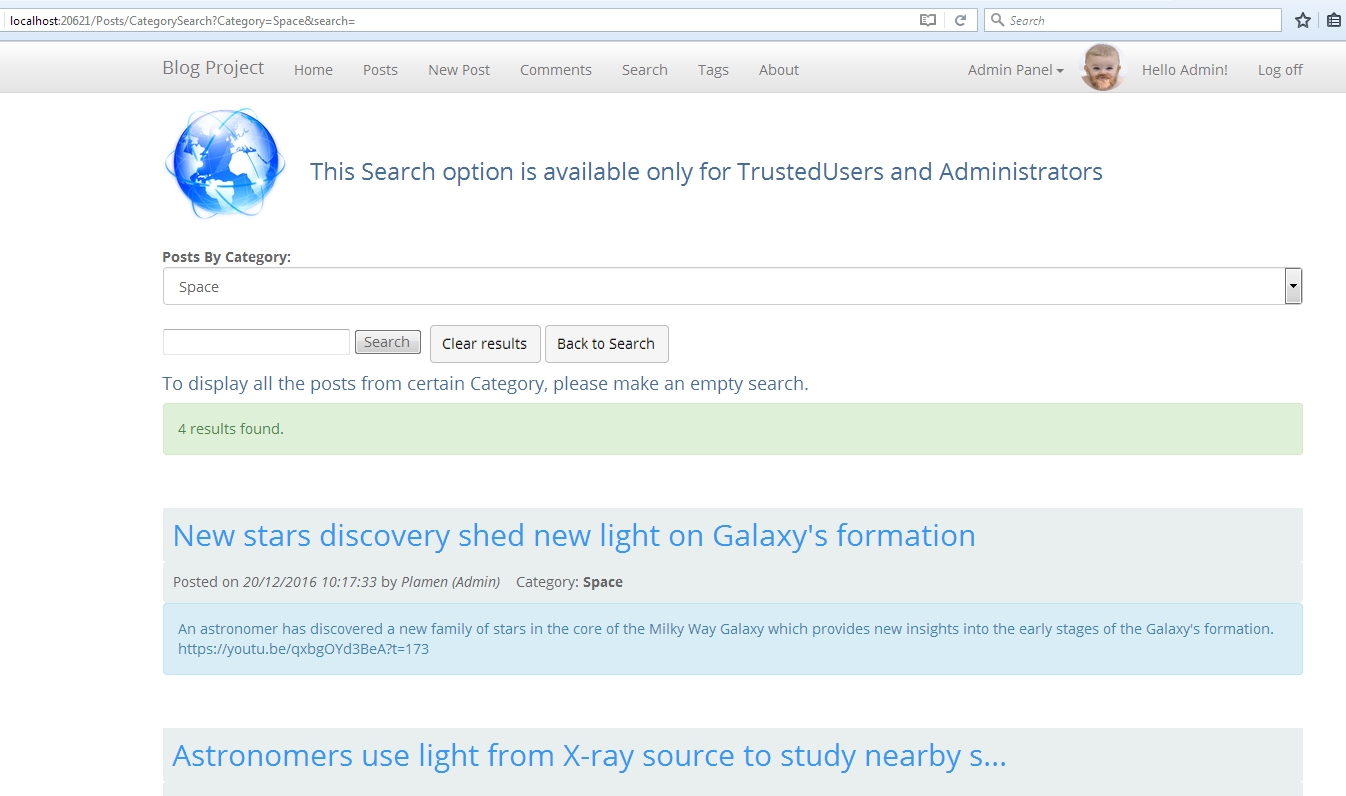 localhost:20621/Posts/CategorySearch?Category=Space&search=
Search
Blog Project Home Posts New Post Comments Search Tags About Admin Panel Hello Admin! Log off
This Search option is available only for TrustedUsers and Administrators
Posts By Category:
Space
Search Clear results Back to Search
To display all the posts from certain Category, please make an empty search.
4 results found.
New stars discovery shed new light on Galaxy's formation
Posted on 20/12/2016 10:17:33 by Plamen (Admin) Category: Space
An astronomer has discovered a new family of stars in the core of the Milky Way Galaxy which provides new insights into the early stages of the Galaxy's formation.
https://youtu.be/qxbgOYd3BeA?t=173
Astronomers use light from X-ray source to study nearby s...